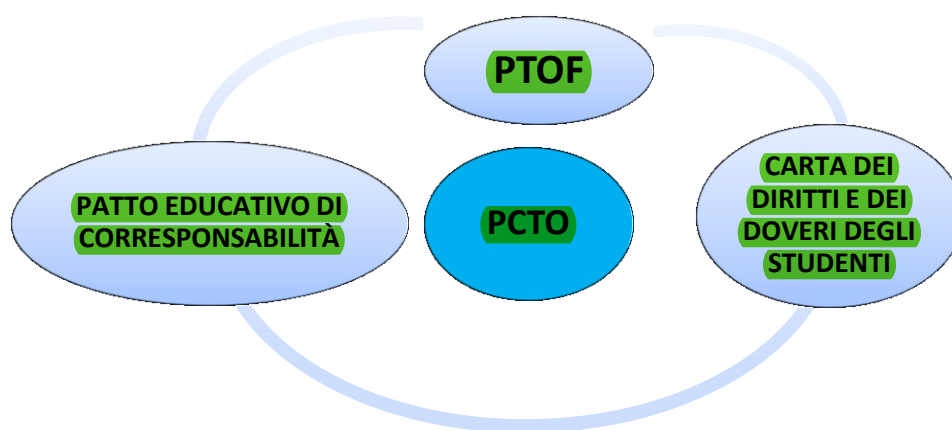 PTOF
PATTO EDUCATIVO DI
CORRESPONSABILITÀ
PCTO
CARTA DEI
DIRITTI E DEI
DOVERI DEGLI
STUDENTI